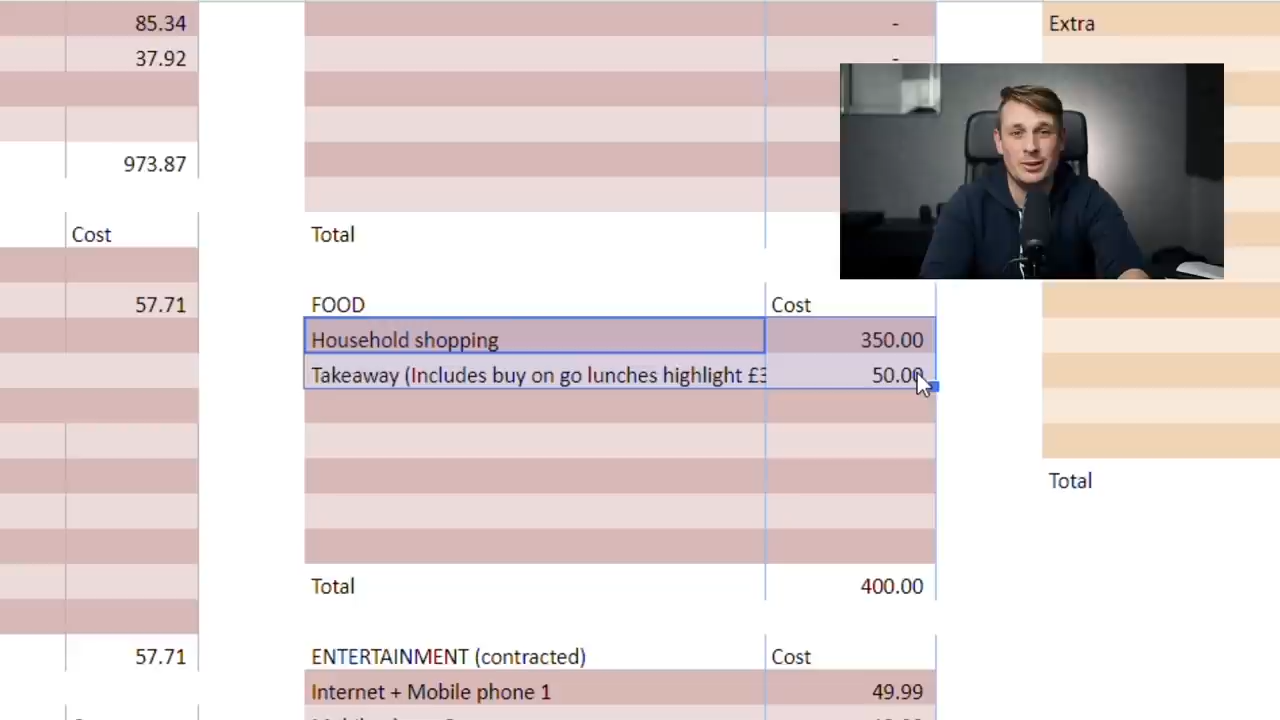 85.34
37.92
973.87
Cost
57.71
57.71
-
-
Total
FOOD Cost
Household shopping 350.00
Takeaway (Includes buy on go lunches highlight £3 50.00
Total 400.00
ENTERTAINMENT (contracted) Cost
Internet + Mobile phone 1 49.99
Extra
Total